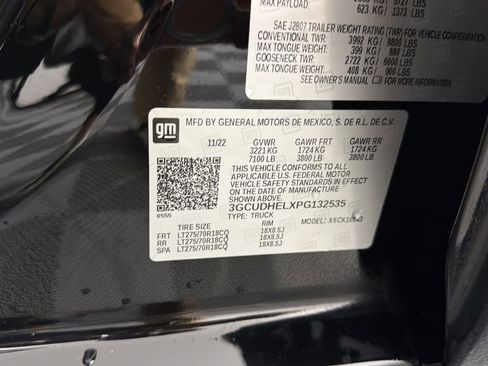 MAX PAYLOAD:
623 KG / 1373 LBS
SAE J2807 TRAILER WEIGHT RATING (TWR) FOR VEHICLE CONFIGURATION
CONVENTIONAL TWR: 3992 KG / 8800 LBS
MAX TONGUE WEIGHT: 399 KG / 880 LBS
GOOSENECK TWR: 2722 KG / 6000 LBS
MAX TONGUE WEIGHT: 408 KG / 900 LBS
SEE OWNER'S MANUAL FOR MORE INFORMATION
gm
MFD BY GENERAL MOTORS DE MEXICO, S. DE R.L. DE C.V.
11/22 GVWR GAWR FRT GAWR RR
3221 KG 1724 KG 1724 KG
7100 LB 3800 LB 3800 LB
THIS VEHICLE CONFORMS TO ALL
APPLICABLE U.S. FEDERAL MOTOR
VEHICLE SAFETY STANDARDS IN EFFECT
ON THE DATE OF MANUFACTURE
SHOWN ABOVE.
3GCUDHELXPG132535
8555 TYPE: TRUCK MODEL: X5CK10543
TIRE SIZE RIM
FRT LT275/70R18CQ 18X8.5J
RR LT275/70R18CQ 18X8.5J
SPA LT275/70R18CQ 18X8.5J